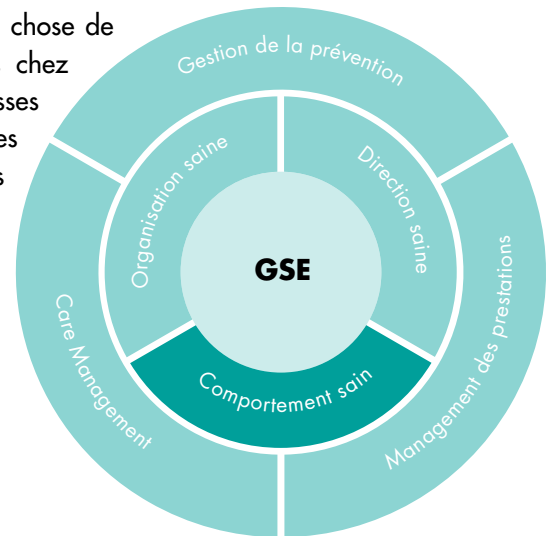 chose de
chez
sses
es
s
Gestion de la prévention
Organisation saine
Direction saine
GSE
Comportement sain
Care Management
Management des prestations